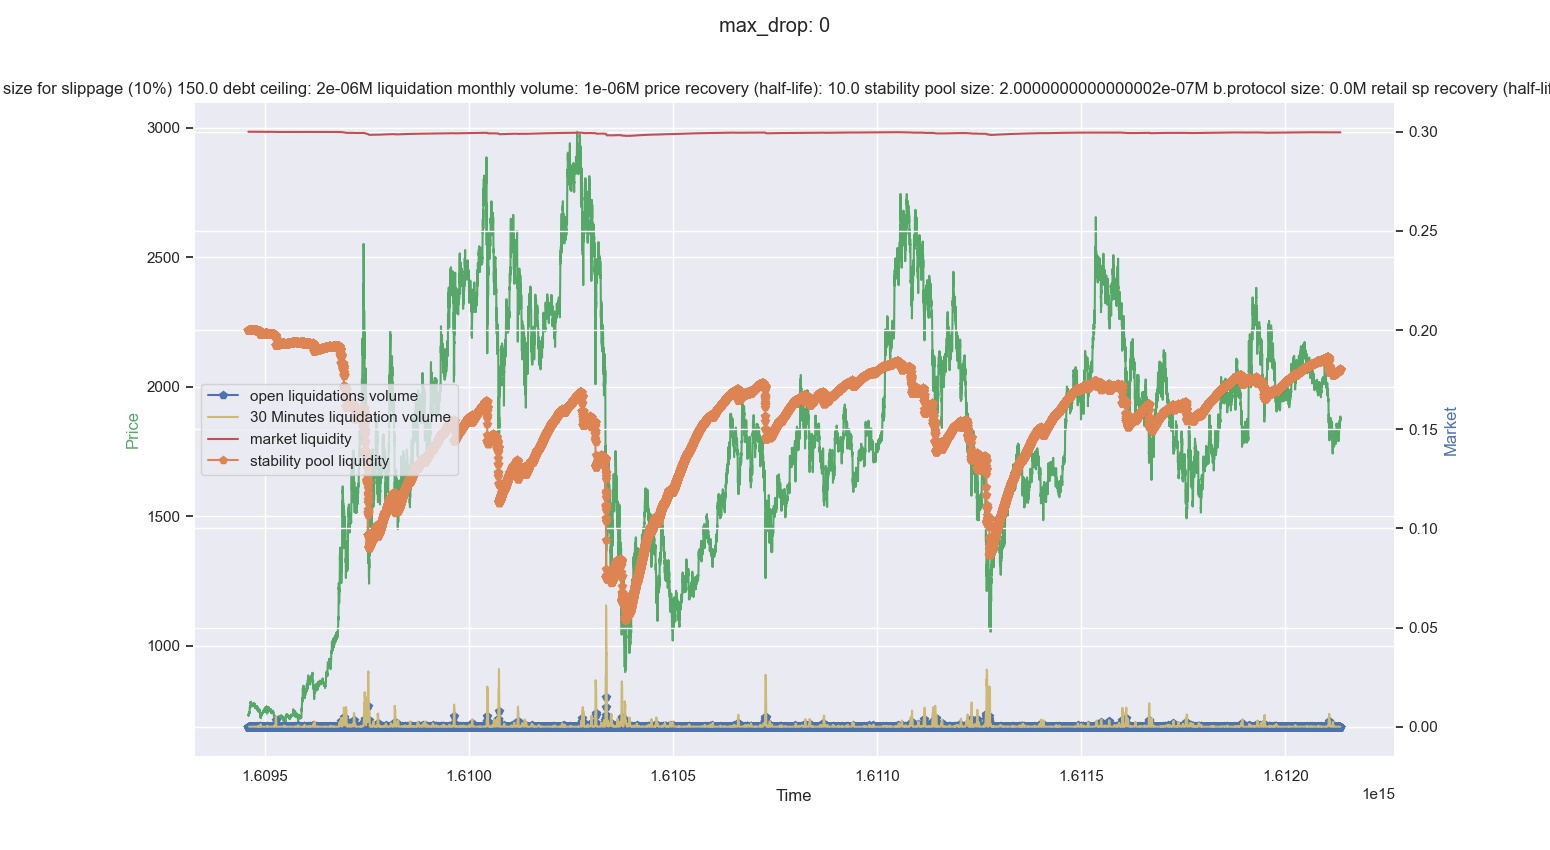 max_drop: 0
size for slippage (10%) 150.0 debt ceiling: 2e-06M liquidation monthly volume: 1e-06M price recovery (half-life): 10.0 stability pool size: 2.0000000000000002e-07M b.protocol size: 0.0M retail sp recovery (half-lif
3000
2500
2000
1500
1000
Price
open liquidations volume
30 Minutes liquidation volume
market liquidity
stability pool liquidity
0.30
0.25
0.20
0.15
0.10
0.05
0.00
Market
1.6095 1.6100 1.6105 1.6110 1.6115 1.6120
Time
1e15